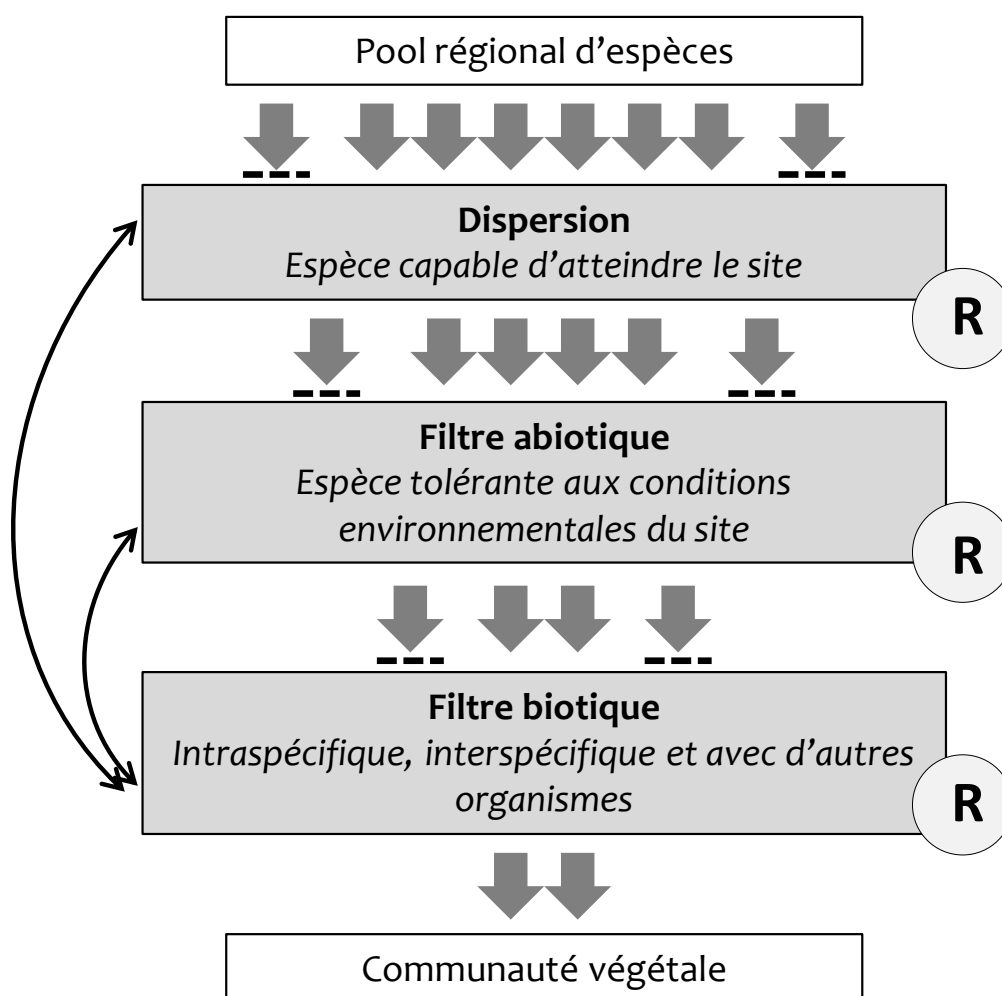 Pool régional d’espèces
Dispersion
Espèce capable d’atteindre le site
R
Filtre abiotique
Espèce tolérante aux conditions
environnementales du site
R
Filtre biotique
Intraspécifique, interspécifique et avec d’autres
organismes
R
Communauté végétale